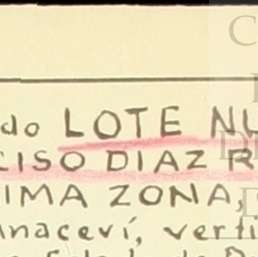 do LOTE NU
CISO DIAZ R
IMA ZONA,
naceví, verti